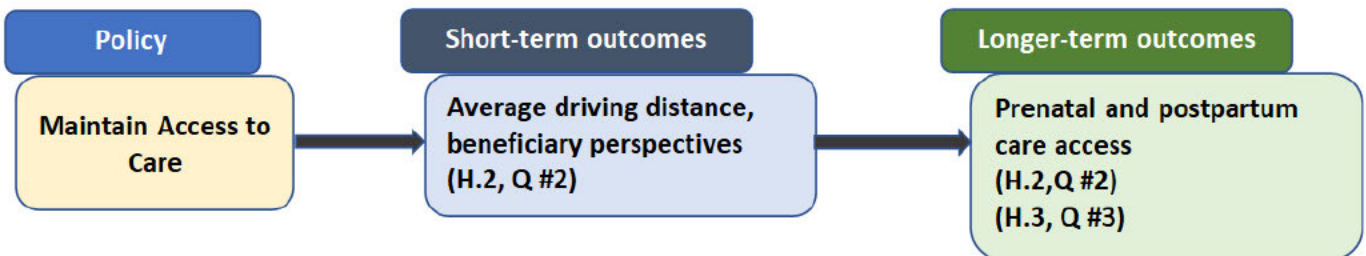 Policy
Maintain Access to
Care
Short-term outcomes
Average driving distance,
beneficiary perspectives
(H.2, Q #2)
Longer-term outcomes
Prenatal and postpartum
care access
(H.2,Q #2)
(H.3, Q #3)